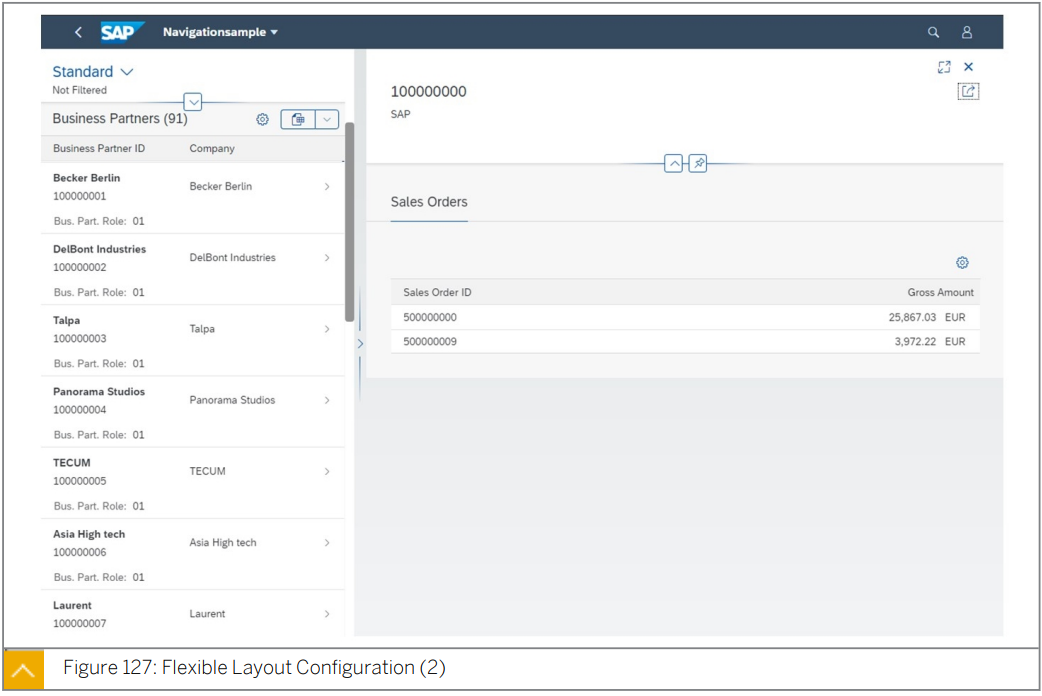 SAP Navigationsample
Standard
Not Filtered
Business Partners (91)
Business Partner ID Company
Becker Berlin
100000001
Becker Berlin
Bus. Part. Role: 01
DelBont Industries
100000002
DelBont Industries
Bus. Part. Role: 01
Talpa
100000003
Talpa
Bus. Part. Role: 01
Panorama Studios
100000004
Panorama Studios
Bus. Part. Role: 01
TECUM
100000005
TECUM
Bus. Part. Role: 01
Asia High tech
100000006
Asia High tech
Bus. Part. Role: 01
Laurent
100000007
Laurent
100000000
SAP
Sales Orders
Sales Order ID Gross Amount
500000000 25,867.03 EUR
500000009 3,972.22 EUR
Figure 127: Flexible Layout Configuration (2)